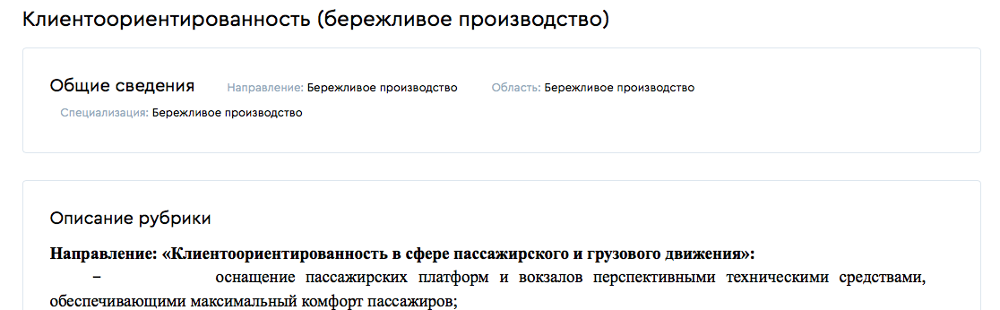 Клиентоориентированность (бережливое производство)
Общие сведения Направление: Бережливое производство Область: Бережливое производство
Специализация: Бережливое производство
Описание рубрики
Направление: «Клиентоориентированность в сфере пассажирского и грузового движения»:
– оснащение пассажирских платформ и вокзалов перспективными техническими средствами,
обеспечивающими максимальный комфорт пассажиров;